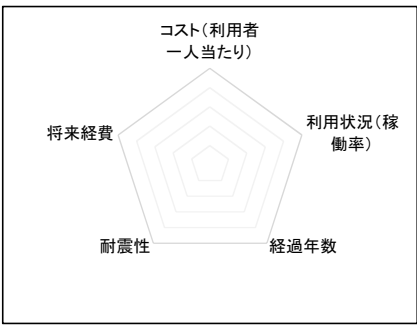 コスト(利用者
一人当たり)
利用状況(稼
働率)
将来経費
耐震性
経過年数